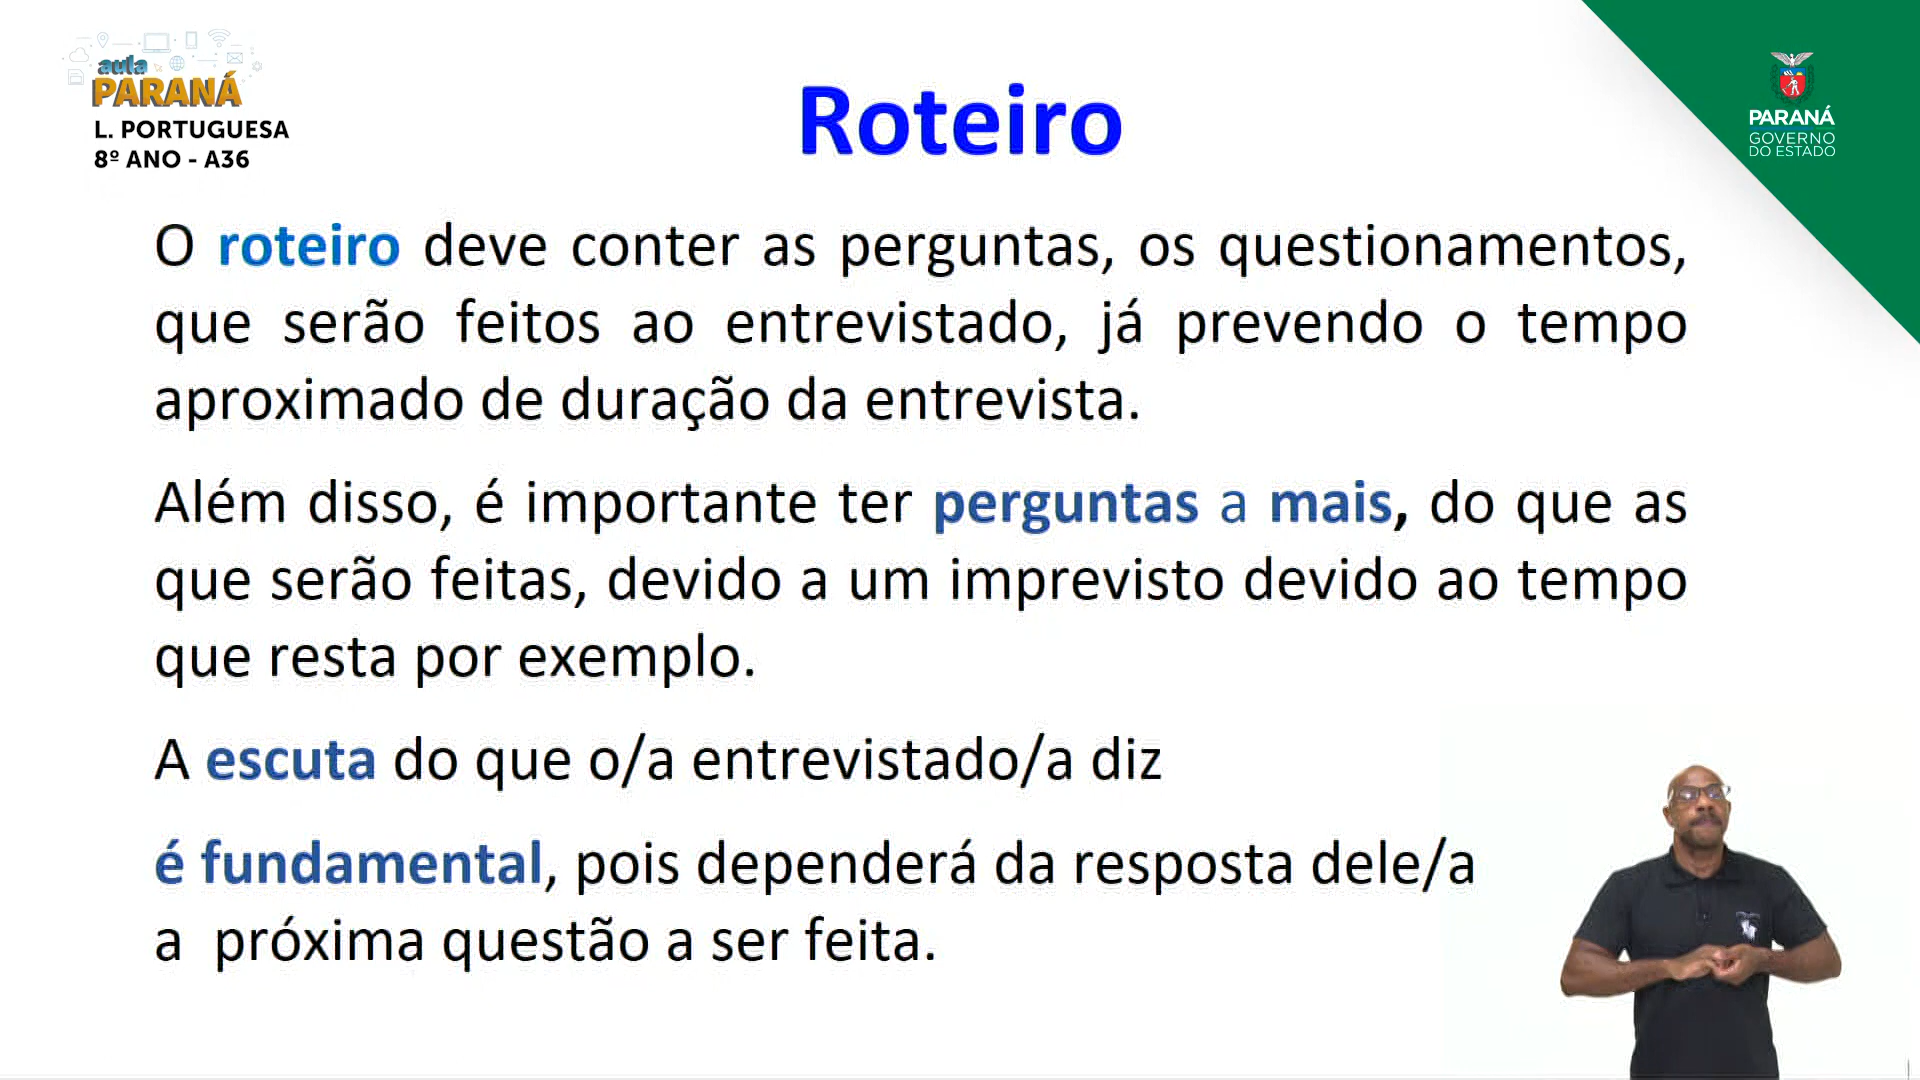 aula
PARANÁ
L. PORTUGUESA
8º ANO - A36
Roteiro
PARANÁ
GOVERNO
DO ESTADO
O roteiro deve conter as perguntas, os questionamentos,
que serão feitos ao entrevistado, já prevendo o tempo
aproximado de duração da entrevista.
Além disso, é importante ter perguntas a mais, do que as
que serão feitas, devido a um imprevisto devido ao tempo
que resta por exemplo.
A escuta do que o/a entrevistado/a diz
é fundamental, pois dependerá da resposta dele/a
a próxima questão a ser feita.